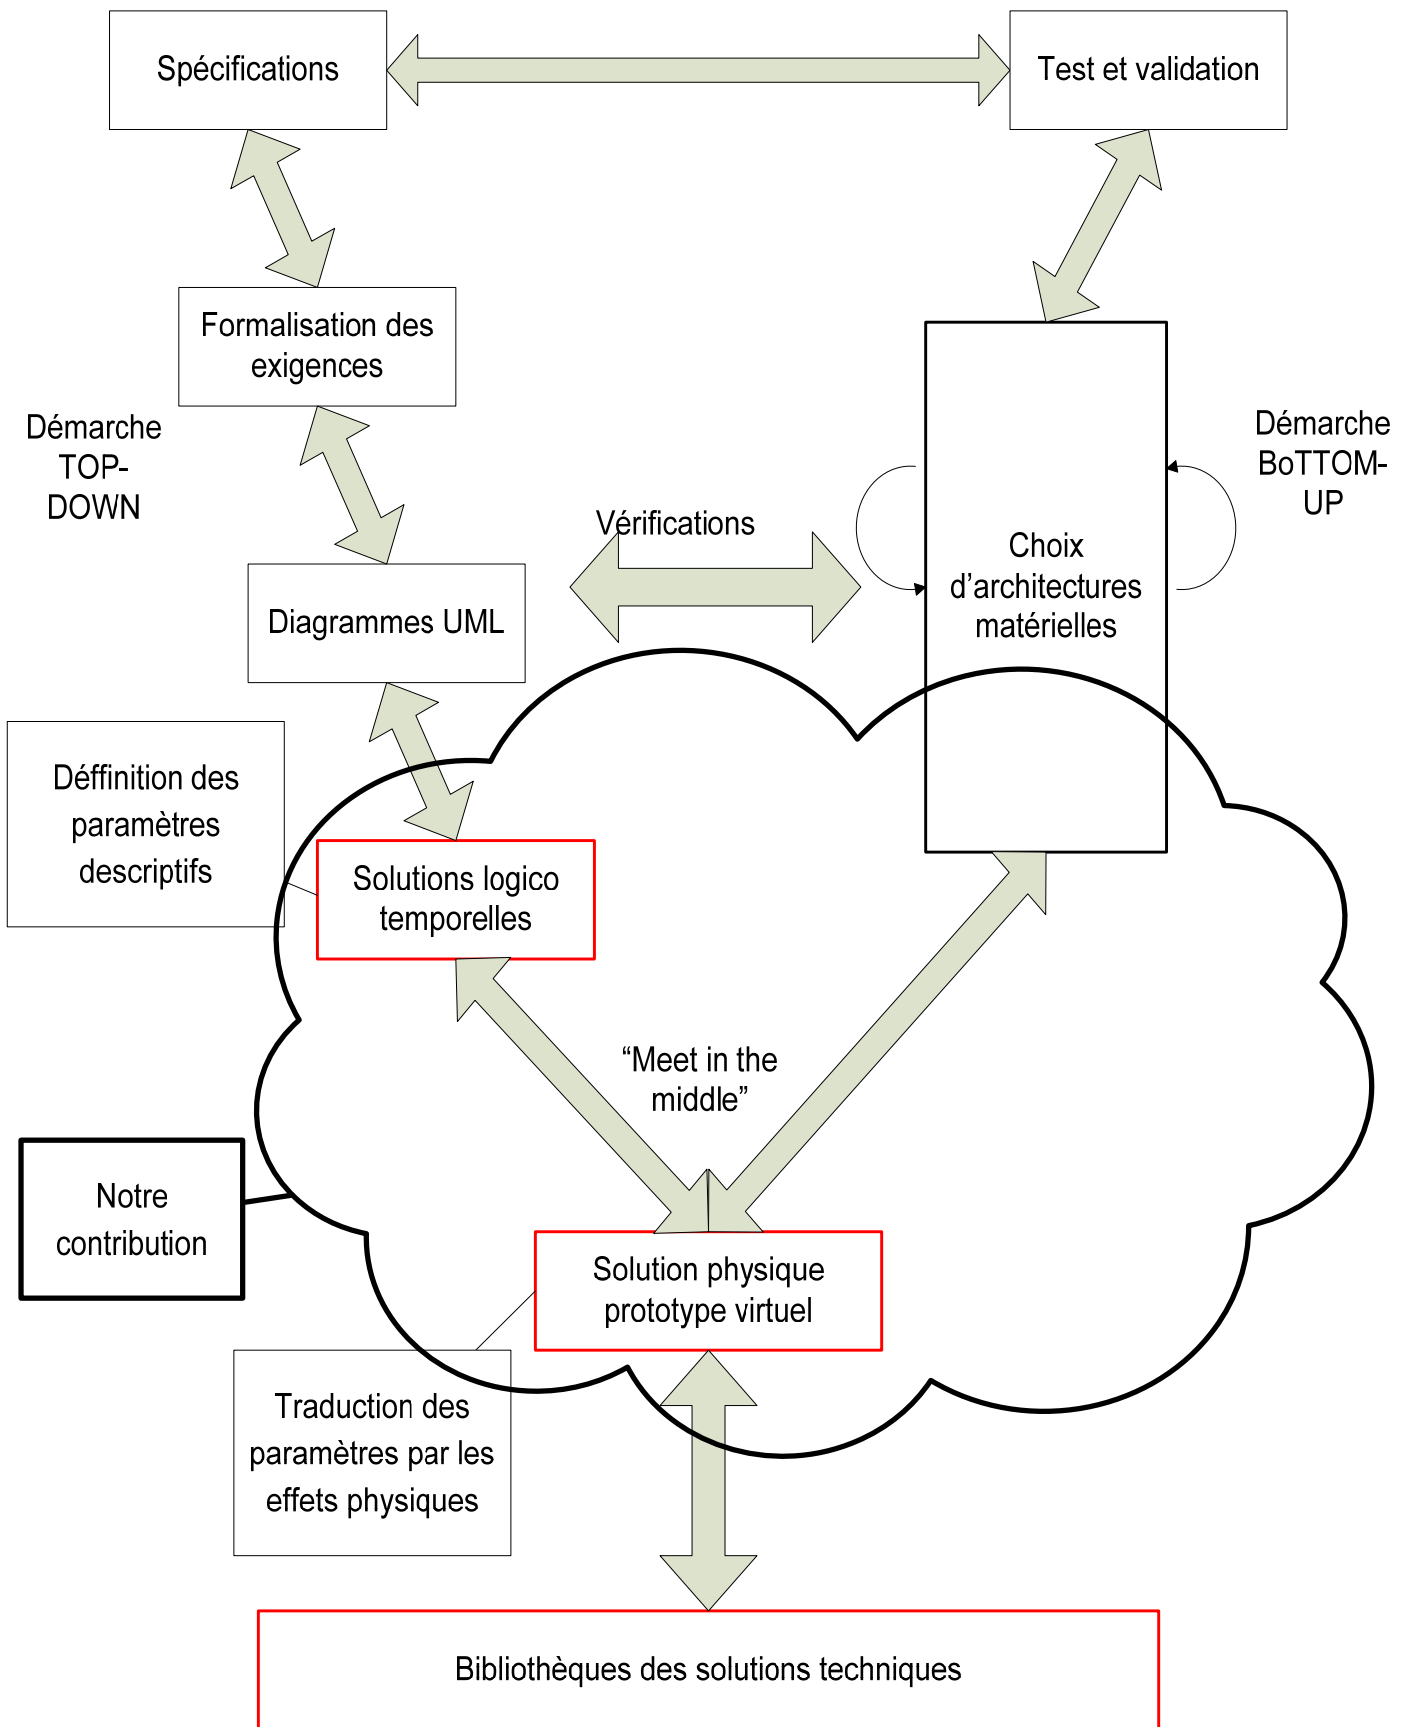 Spécifications
Test et validation
Formalisation des
exigences
Démarche
TOP-
DOWN
Démarche
BoTTOM-
UP
Vérifications
Choix
d’architectures
matérielles
Diagrammes UML
Déffinition des
paramètres
descriptifs
Solutions logico
temporelles
“Meet in the
middle”
Notre
contribution
Solution physique
prototype virtuel
Traduction des
paramètres par les
effets physiques
Bibliothèques des solutions techniques